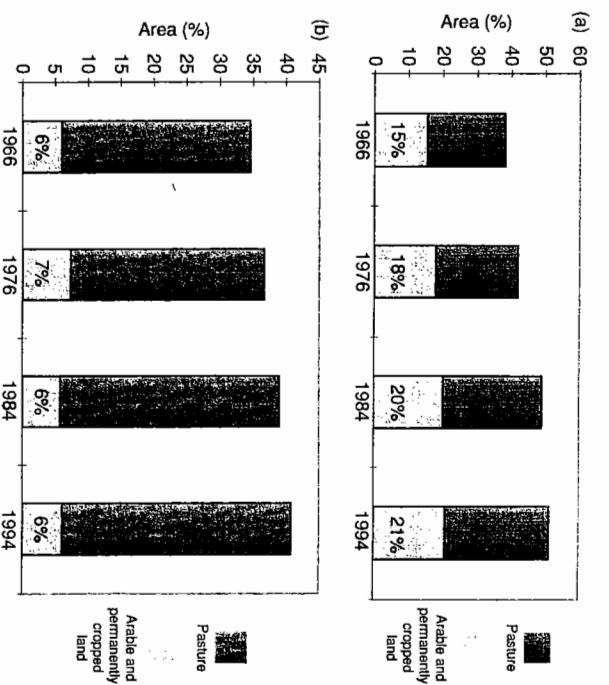 (a)
Area (%)
60
50
40
30
20
10
0
15%
18%
20%
21%
1966
1976
1984
1994
Pasture
Arable and
permanently
cropped
land
(b)
Area (%)
45
40
35
30
25
20
15
10
5
0
6%
7%
6%
6%
1966
1976
1984
1994
Pasture
Arable and
permanently
cropped
land